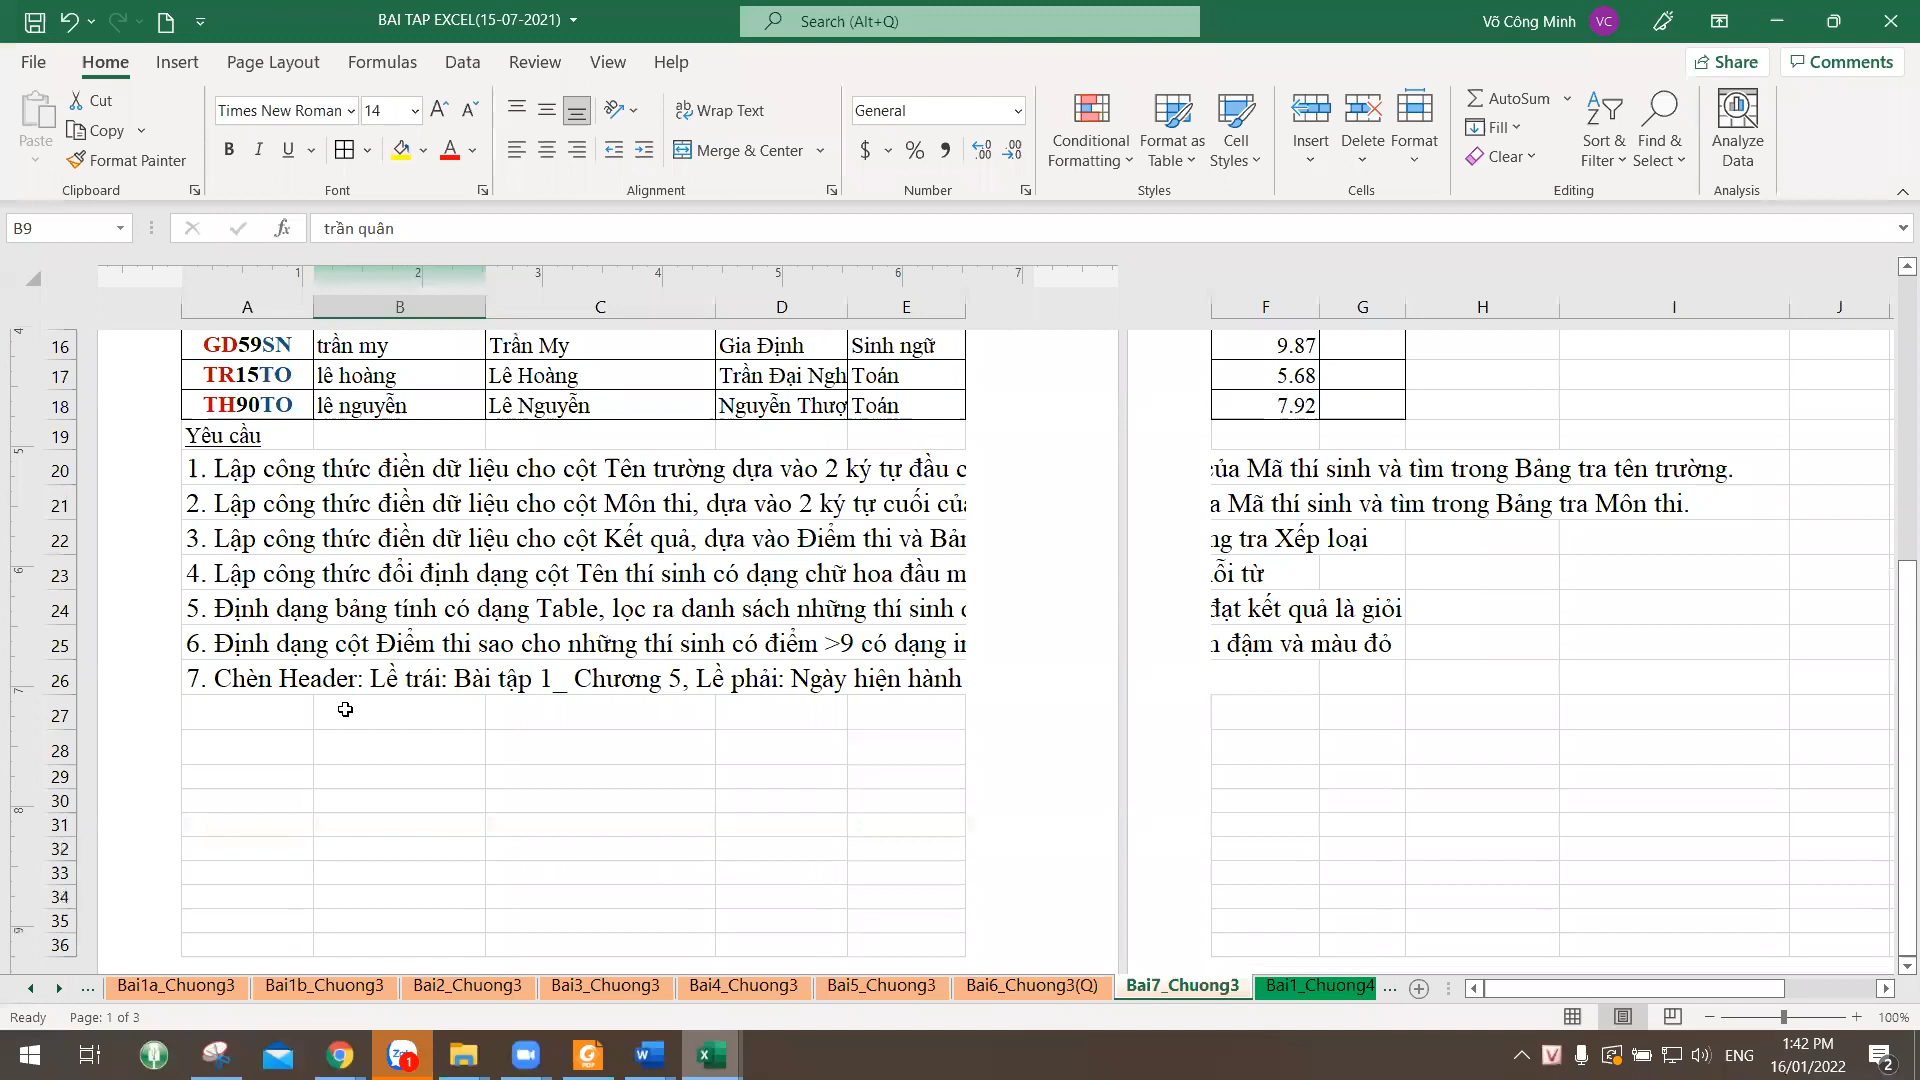 BAI TAP EXCEL(15-07-2021)
Search (Alt+Q)
Võ Công Minh VC
File Home Insert Page Layout Formulas Data Review View Help
Share Comments
Paste Cut Copy Format Painter Clipboard
Times New Roman 14
B I U A Font
Wrap Text
Merge & Center
Alignment
General
$ % Number
Conditional Formatting Format as Table Cell Styles
Styles
Insert Delete Format
Cells
AutoSum Fill Clear
Sort & Filter Find & Select
Editing
Analyze Data
Analysis
B9 fx trần quân
1 2 3 4 5 6 7
A B C D E F G H I J
16 GD59SN trần my Trần My Gia Định Sinh ngữ 9.87
17 TR15TO lê hoàng Lê Hoàng Trần Đại Ngh Toán 5.68
18 TH90TO lê nguyễn Lê Nguyễn Nguyễn Thượ Toán 7.92
19 Yêu cầu
20 1. Lập công thức điền dữ liệu cho cột Tên trường dựa vào 2 ký tự đầu của Mã thí sinh và tìm trong Bảng tra tên trường.
21 2. Lập công thức điền dữ liệu cho cột Môn thi, dựa vào 2 ký tự cuối của Mã thí sinh và tìm trong Bảng tra Môn thi.
22 3. Lập công thức điền dữ liệu cho cột Kết quả, dựa vào Điểm thi và Bảng tra Xếp loại
23 4. Lập công thức đổi định dạng cột Tên thí sinh có dạng chữ hoa đầu mỗi từ
24 5. Định dạng bảng tính có dạng Table, lọc ra danh sách những thí sinh đạt kết quả là giỏi
25 6. Định dạng cột Điểm thi sao cho những thí sinh có điểm >9 có dạng in đậm và màu đỏ
26 7. Chèn Header: Lề trái: Bài tập 1_ Chương 5, Lề phải: Ngày hiện hành
27
28
29
30
31
32
33
34
35
36
... Bai1a_Chuong3 Bai1b_Chuong3 Bai2_Chuong3 Bai3_Chuong3 Bai4_Chuong3 Bai5_Chuong3 Bai6_Chuong3(Q) Bai7_Chuong3 Bai1_Chuong4 ...
Ready Page: 1 of 3 100%
ENG 1:42 PM
16/01/2022 2